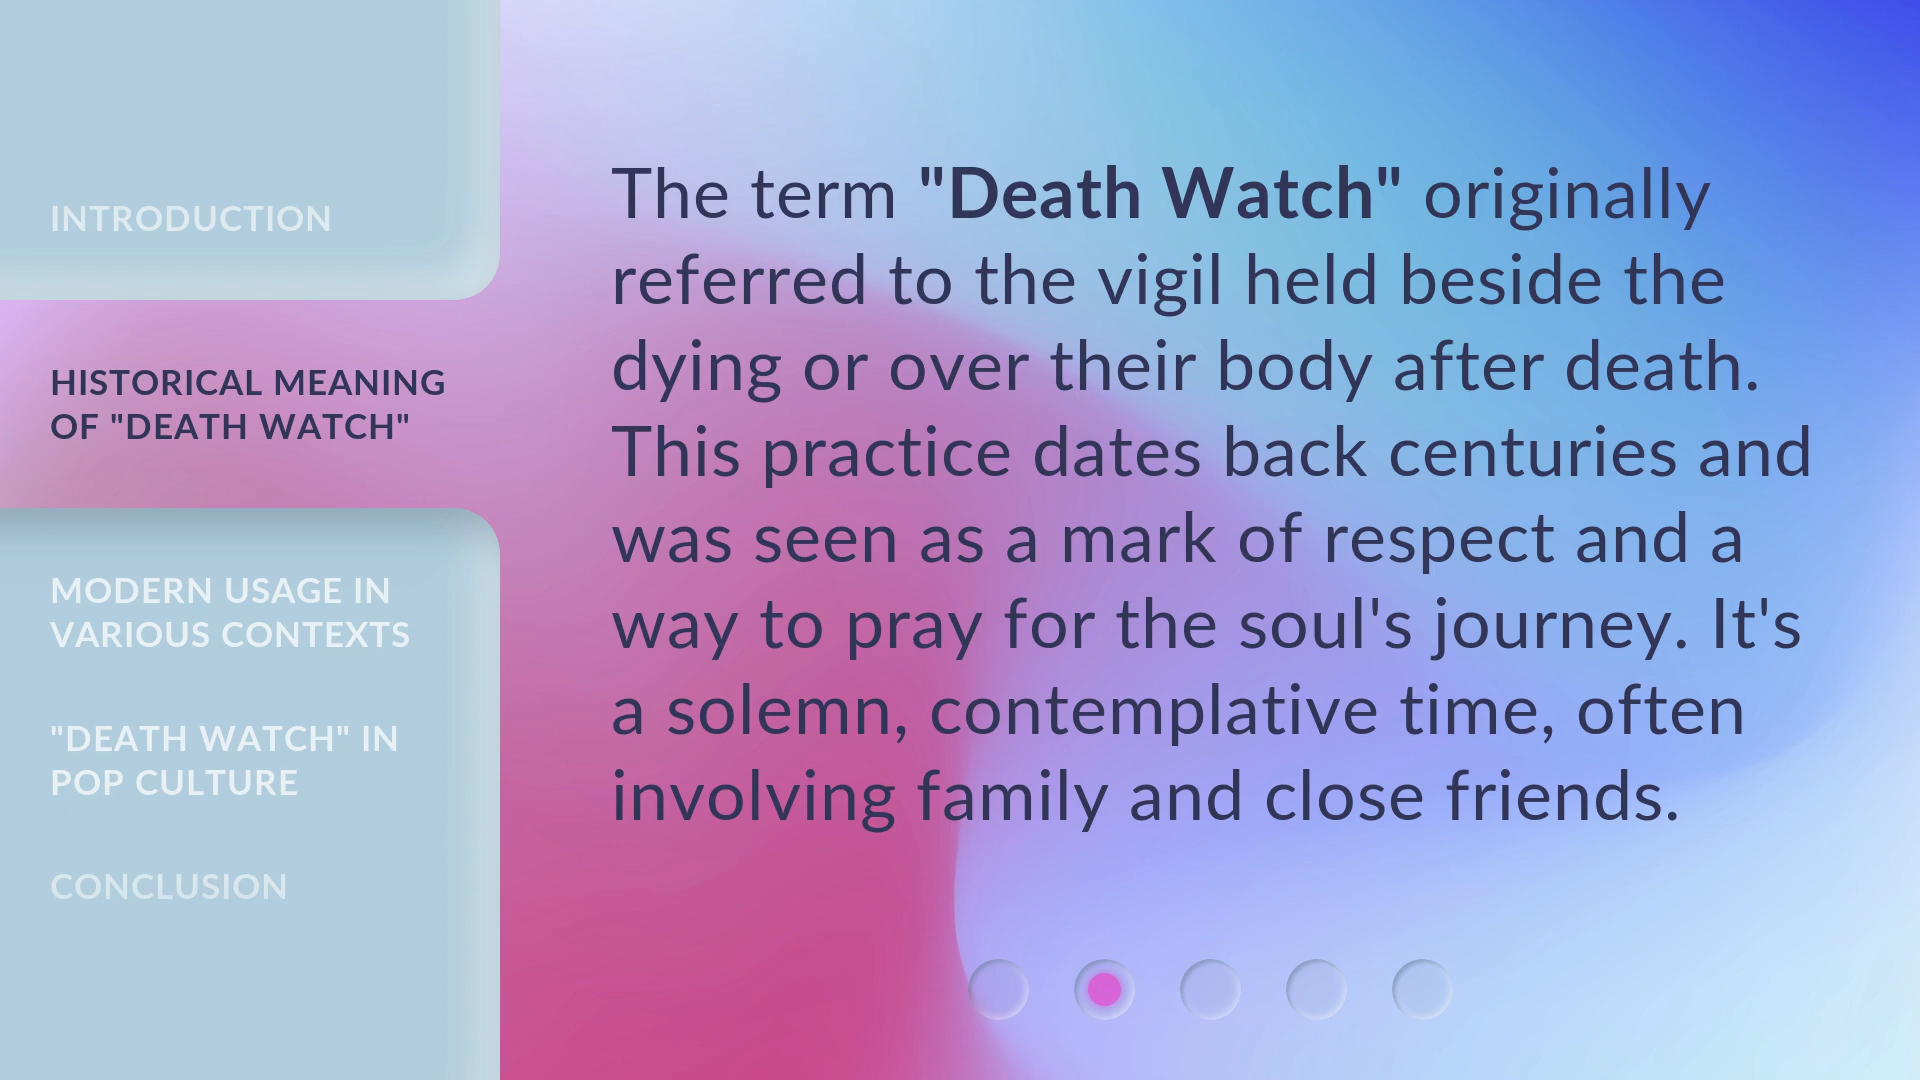 INTRODUCTION
HISTORICAL MEANING
OF "DEATH WATCH"
MODERN USAGE IN
VARIOUS CONTEXTS
"DEATH WATCH" IN
POP CULTURE
CONCLUSION
The term "Death Watch" originally
referred to the vigil held beside the
dying or over their body after death.
This practice dates back centuries and
was seen as a mark of respect and a
way to pray for the soul's journey. It's
a solemn, contemplative time, often
involving family and close friends.